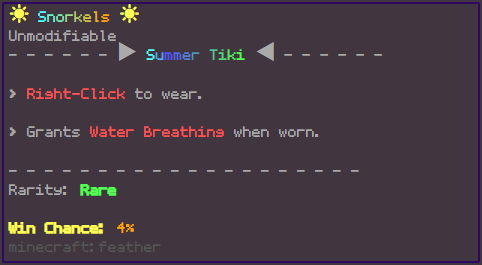 ☀ Snorkels ☀
Unmodifiable
- - - - - - ▶ Summer Tiki ◀ - - - - - -
> Right-Click to wear.
> Grants Water Breathing when worn.
- - - - - - - - - - - - - - - - - - - - - -
Rarity: Rare
Win Chance: 4%
minecraft:feather